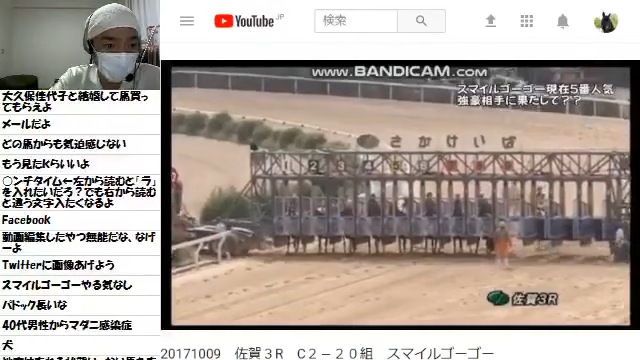 YouTube JP
検索
www.BANDICAM.com
スマイルゴーゴー現在5番人気
強豪相手に果たして??
さかけいば
1 2 3 4 5
佐賀3R
20171009 佐賀3R C2-20組 スマイルゴーゴー
大久保佳代子と結婚して馬買っ
てもらえよ
メールだよ
どの馬からも気迫感じない
もう見たkらいいよ
〇ンチタイム←左から読むと「ラ」
を入れたいだろ?でも右から読む
と違う文字入たくなるよ
Facebook
動画編集したやつ無能だな、なげ
ーよ
Twitterに画像あげよう
スマイルゴーゴーやる気なし
パドック長いな
40代男性からマダニ感染症
犬